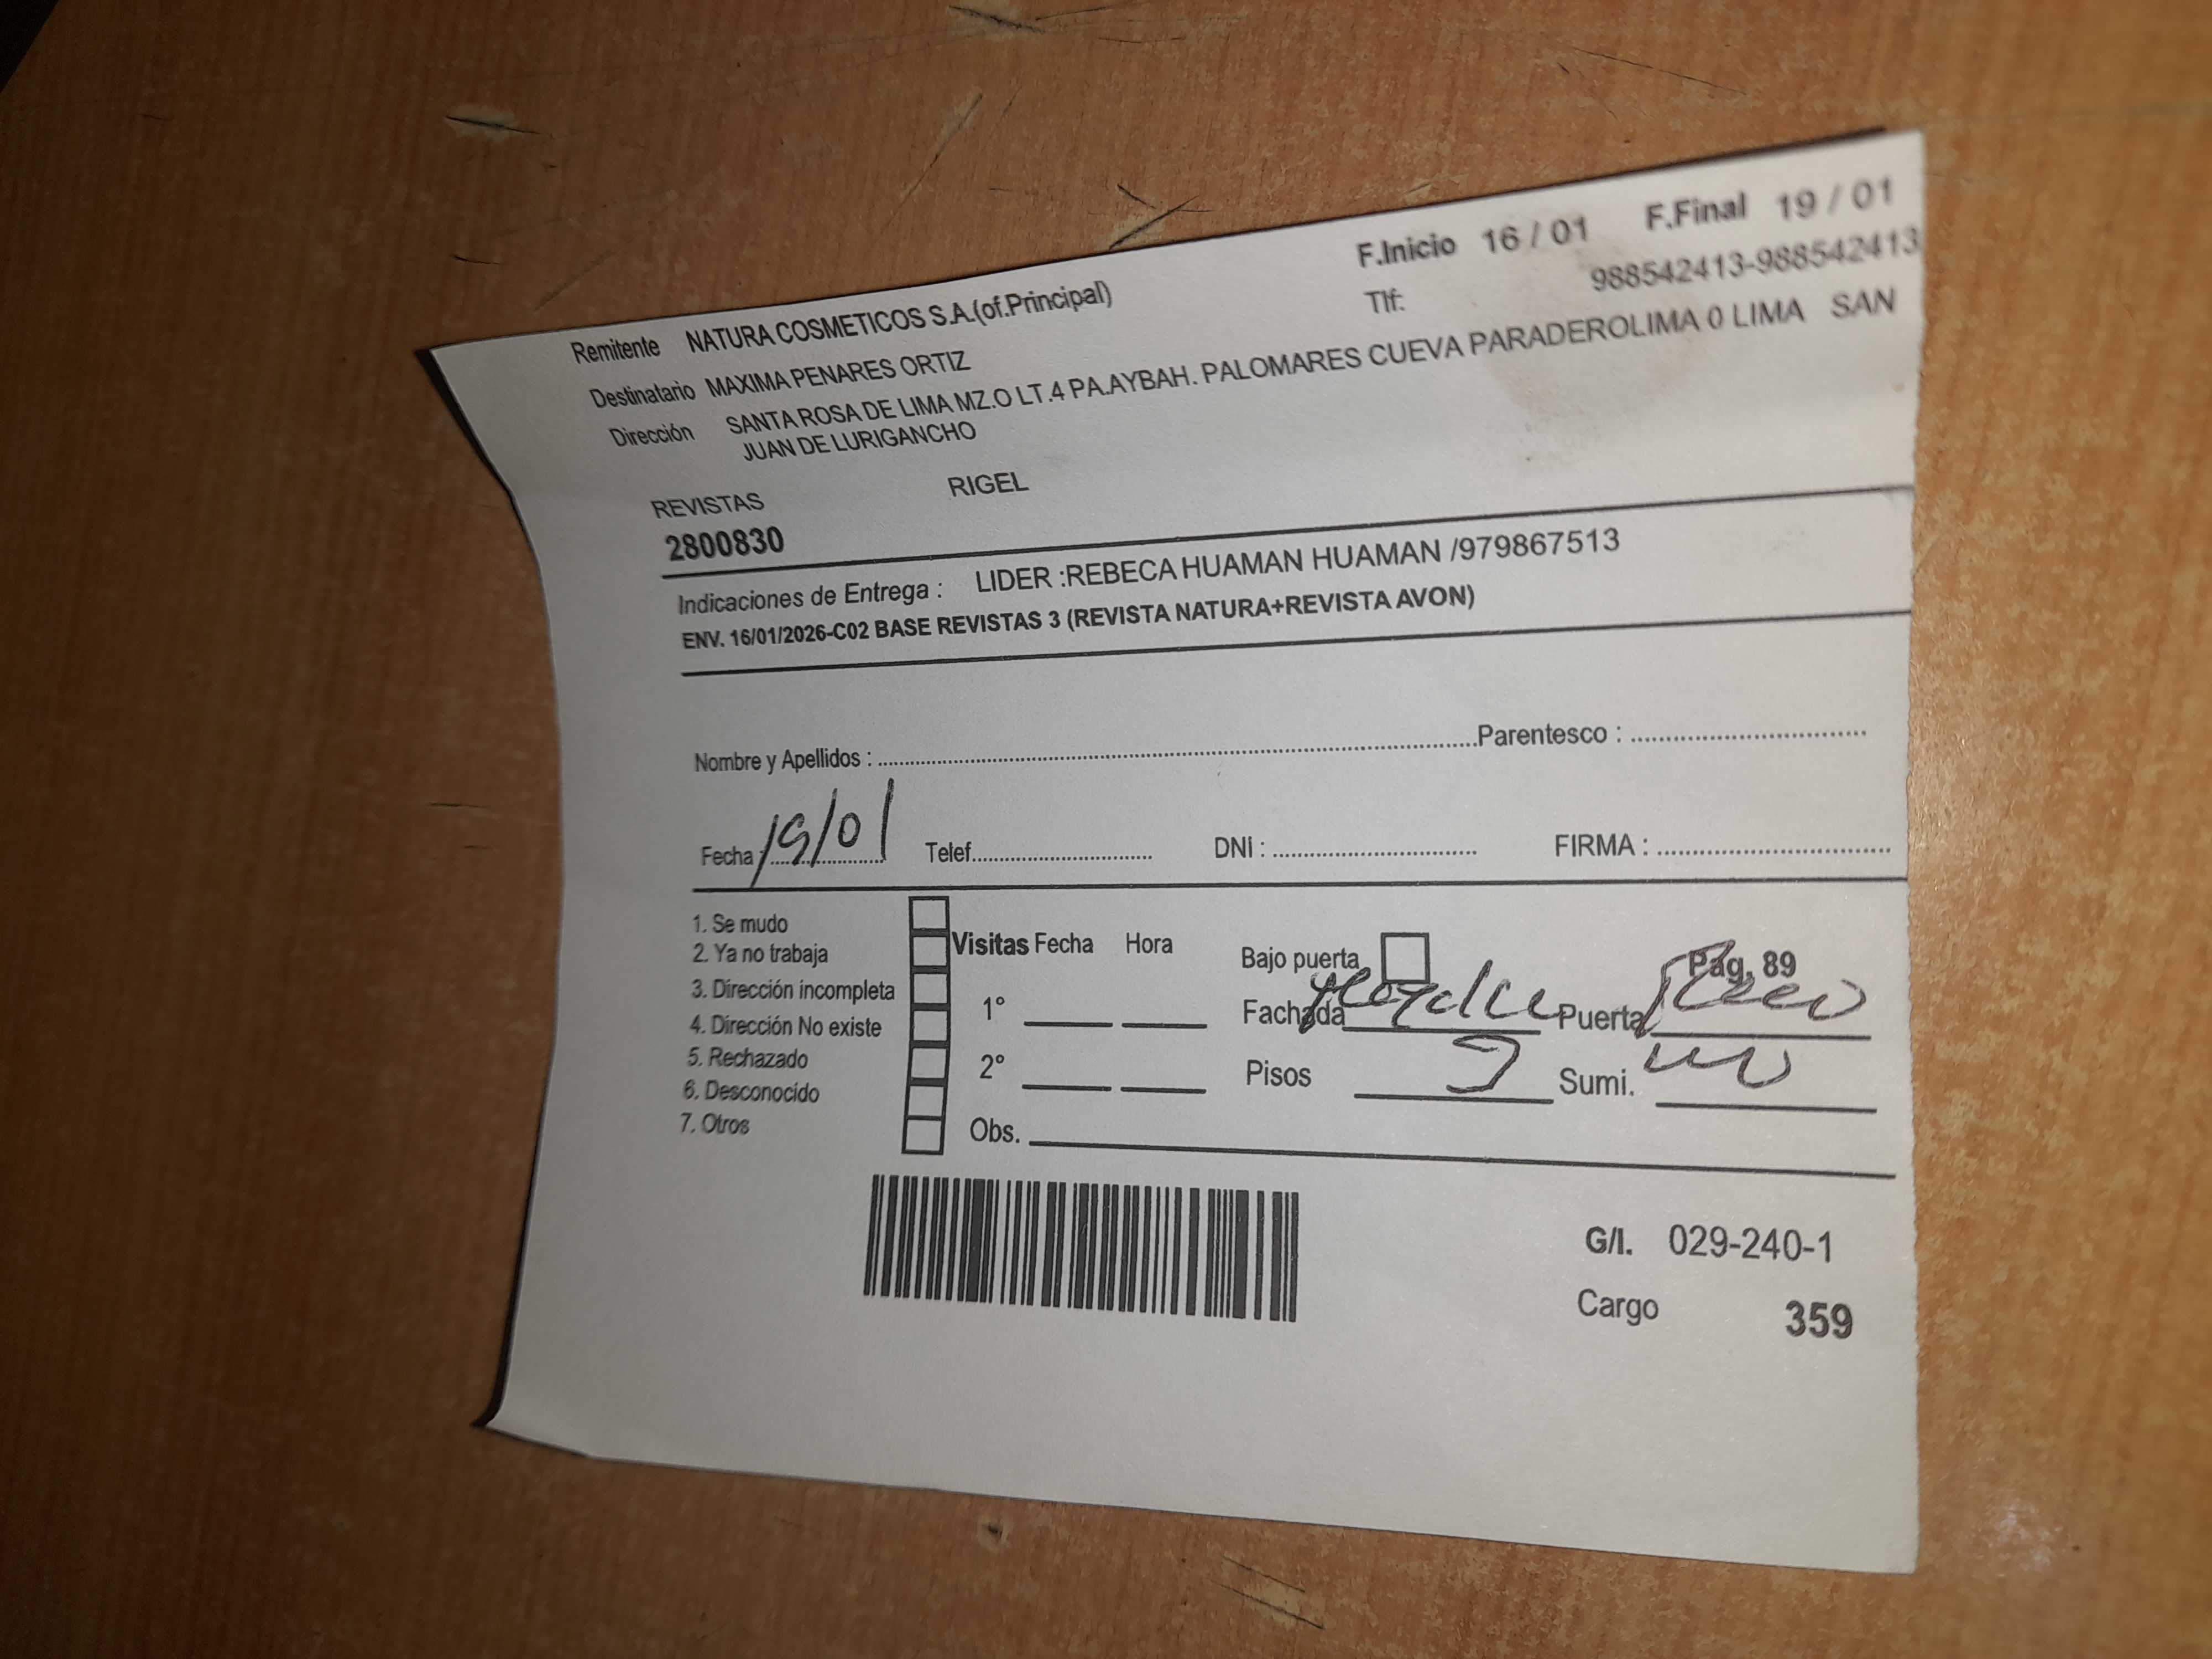 F.Inicio 16 / 01 F.Final 19 / 01
Remitente NATURA COSMETICOS S.A.(of.Principal) Tlf: 988542413-988542413
Destinatario MAXIMA PENARES ORTIZ
Dirección SANTA ROSA DE LIMA MZ.O LT.4 PA.AYBAH. PALOMARES CUEVA PARADEROLIMA 0 LIMA SAN
JUAN DE LURIGANCHO
REVISTAS RIGEL
2800830
Indicaciones de Entrega : LIDER :REBECA HUAMAN HUAMAN /979867513
ENV. 16/01/2026-C02 BASE REVISTAS 3 (REVISTA NATURA+REVISTA AVON)
Nombre y Apellidos : Parentesco :
Fecha : 19/01 Telef. DNI : FIRMA :
1. Se mudo
2. Ya no trabaja
3. Dirección incompleta
4. Dirección No existe
5. Rechazado
6. Desconocido
7. Otros
Visitas Fecha Hora
1°
2°
Obs.
Bajo puerta Pag. 89
Fachada Puerta
Pisos Sumi.
G/I. 029-240-1
Cargo 359